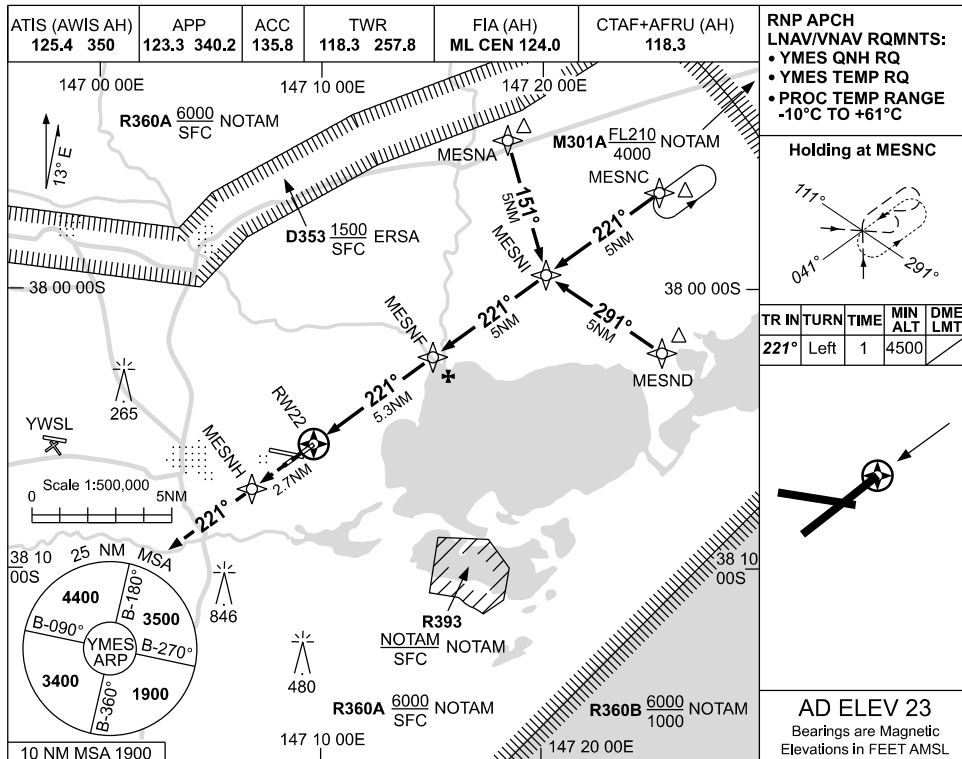 ATIS (AWIS AH)
125.4 350
APP
123.3 340.2
ACC
135.8
TWR
118.3 257.8
FIA (AH)
ML CEN 124.0
CTAF+AFRU (AH)
118.3
RNP APCH
LNAV/VNAV RQMNTS:
• YMES QNH RQ
• YMES TEMP RQ
• PROC TEMP RANGE
-10°C TO +61°C
147 00 00E
147 10 00E
147 20 00E
13° E
R360A 6000/SFC NOTAM
MESNA
M301A FL210/4000 NOTAM
MESNC
D353 1500/SFC ERSA
151°
5NM
221°
5NM
MESNI
38 00 00S
38 00 00S
221°
5NM
291°
5NM
MESND
MESNF
221°
5.3NM
265
RW22
YWSL
MESNH
2.7NM
Scale 1:500,000
0 5NM
221°
38 10 00S
38 10 00S
25 NM MSA
4400
B-180°
3500
B-090°
YMES
ARP
B-270°
3400
B-360°
1900
846
480
R393
NOTAM/SFC NOTAM
R360A 6000/SFC NOTAM
R360B 6000/1000 NOTAM
147 10 00E
147 20 00E
10 NM MSA 1900
Holding at MESNC
111°
041°
291°
TR IN TURN TIME MIN ALT DME LMT
221° Left 1 4500
AD ELEV 23
Bearings are Magnetic
Elevations in FEET AMSL